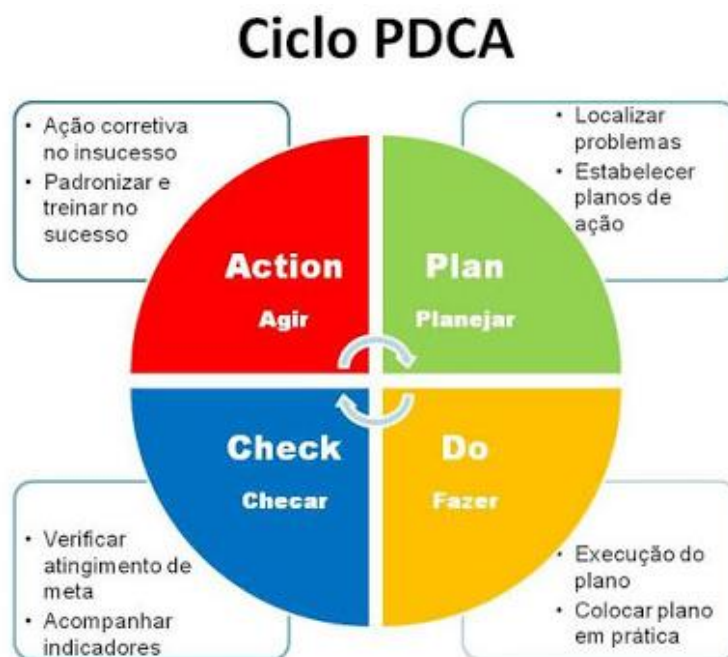 Ciclo PDCA
• Ação corretiva
no insucesso
• Padronizar e
treinar no
sucesso
• Localizar
problemas
• Estabelecer
planos de
ação
Action
Agir
Plan
Planejar
Check
Checar
Do
Fazer
• Verificar
atingimento de
meta
• Acompanhar
indicadores
• Execução do
plano
• Colocar plano
em prática